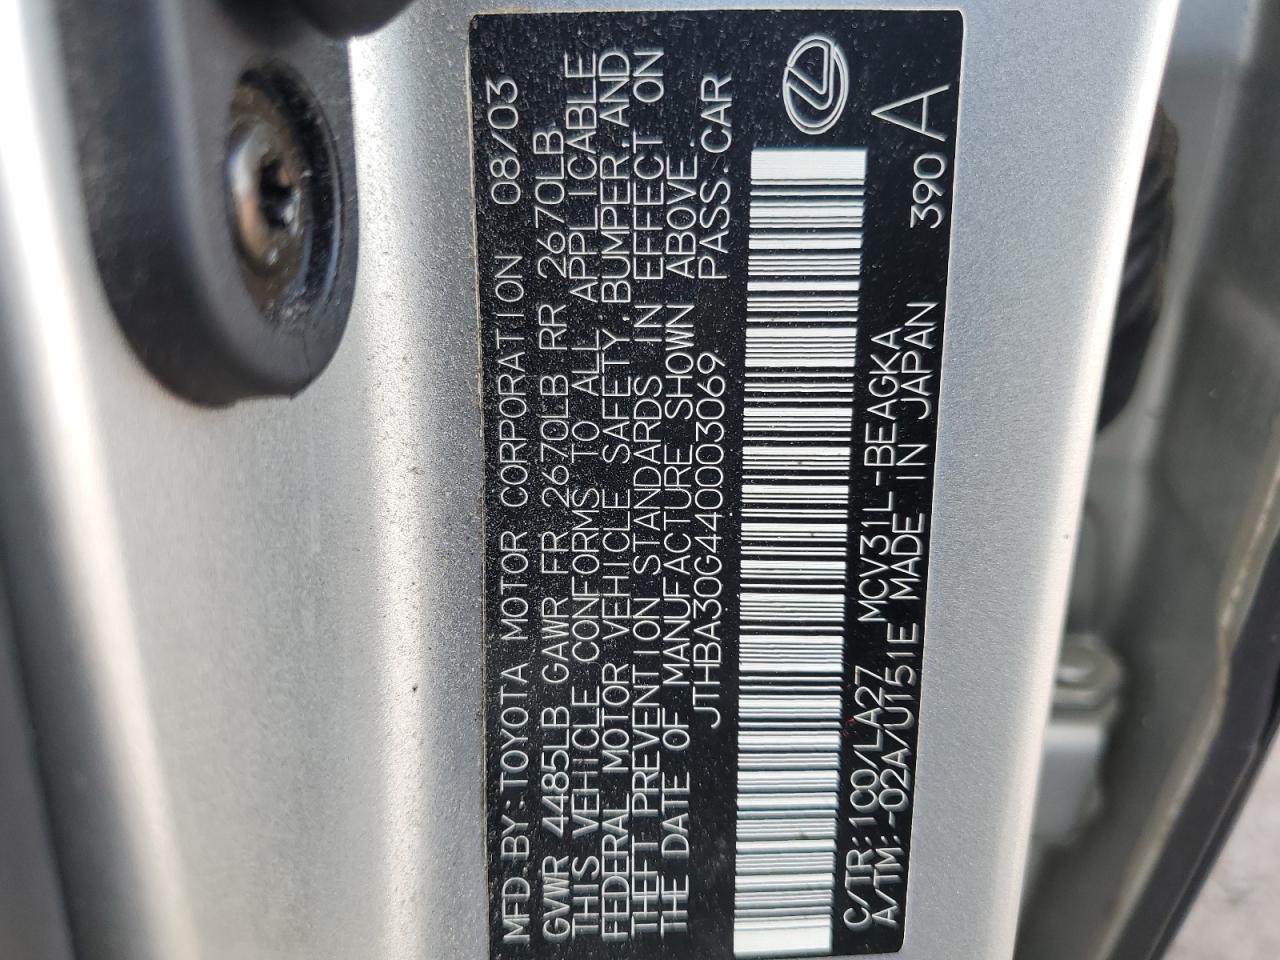 MFD.BY:TOYOTA MOTOR CORPORATION 08/03
GVWR 4485LB GAWR FR 2670LB RR 2670LB
THIS VEHICLE CONFORMS TO ALL APPLICABLE
FEDERAL MOTOR VEHICLE SAFETY,BUMPER,AND
THEFT PREVENTION STANDARDS IN EFFECT ON
THE DATE OF MANUFACTURE SHOWN ABOVE.
JTHBA30G440003069 PASS.CAR
C/TR:1C0/LA27 MCV31L-BEAGKA
A/TM:-02A/U151E MADE IN JAPAN 390A